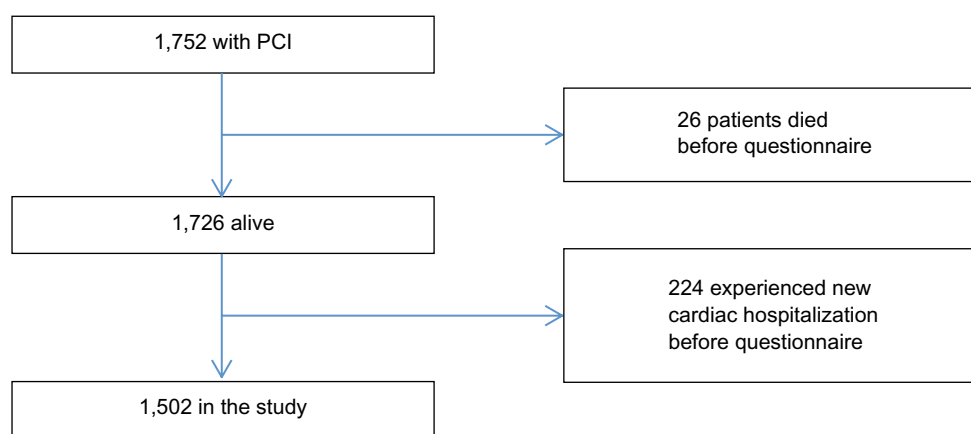 1,752 with PCI
26 patients died
before questionnaire
1,726 alive
224 experienced new
cardiac hospitalization
before questionnaire
1,502 in the study